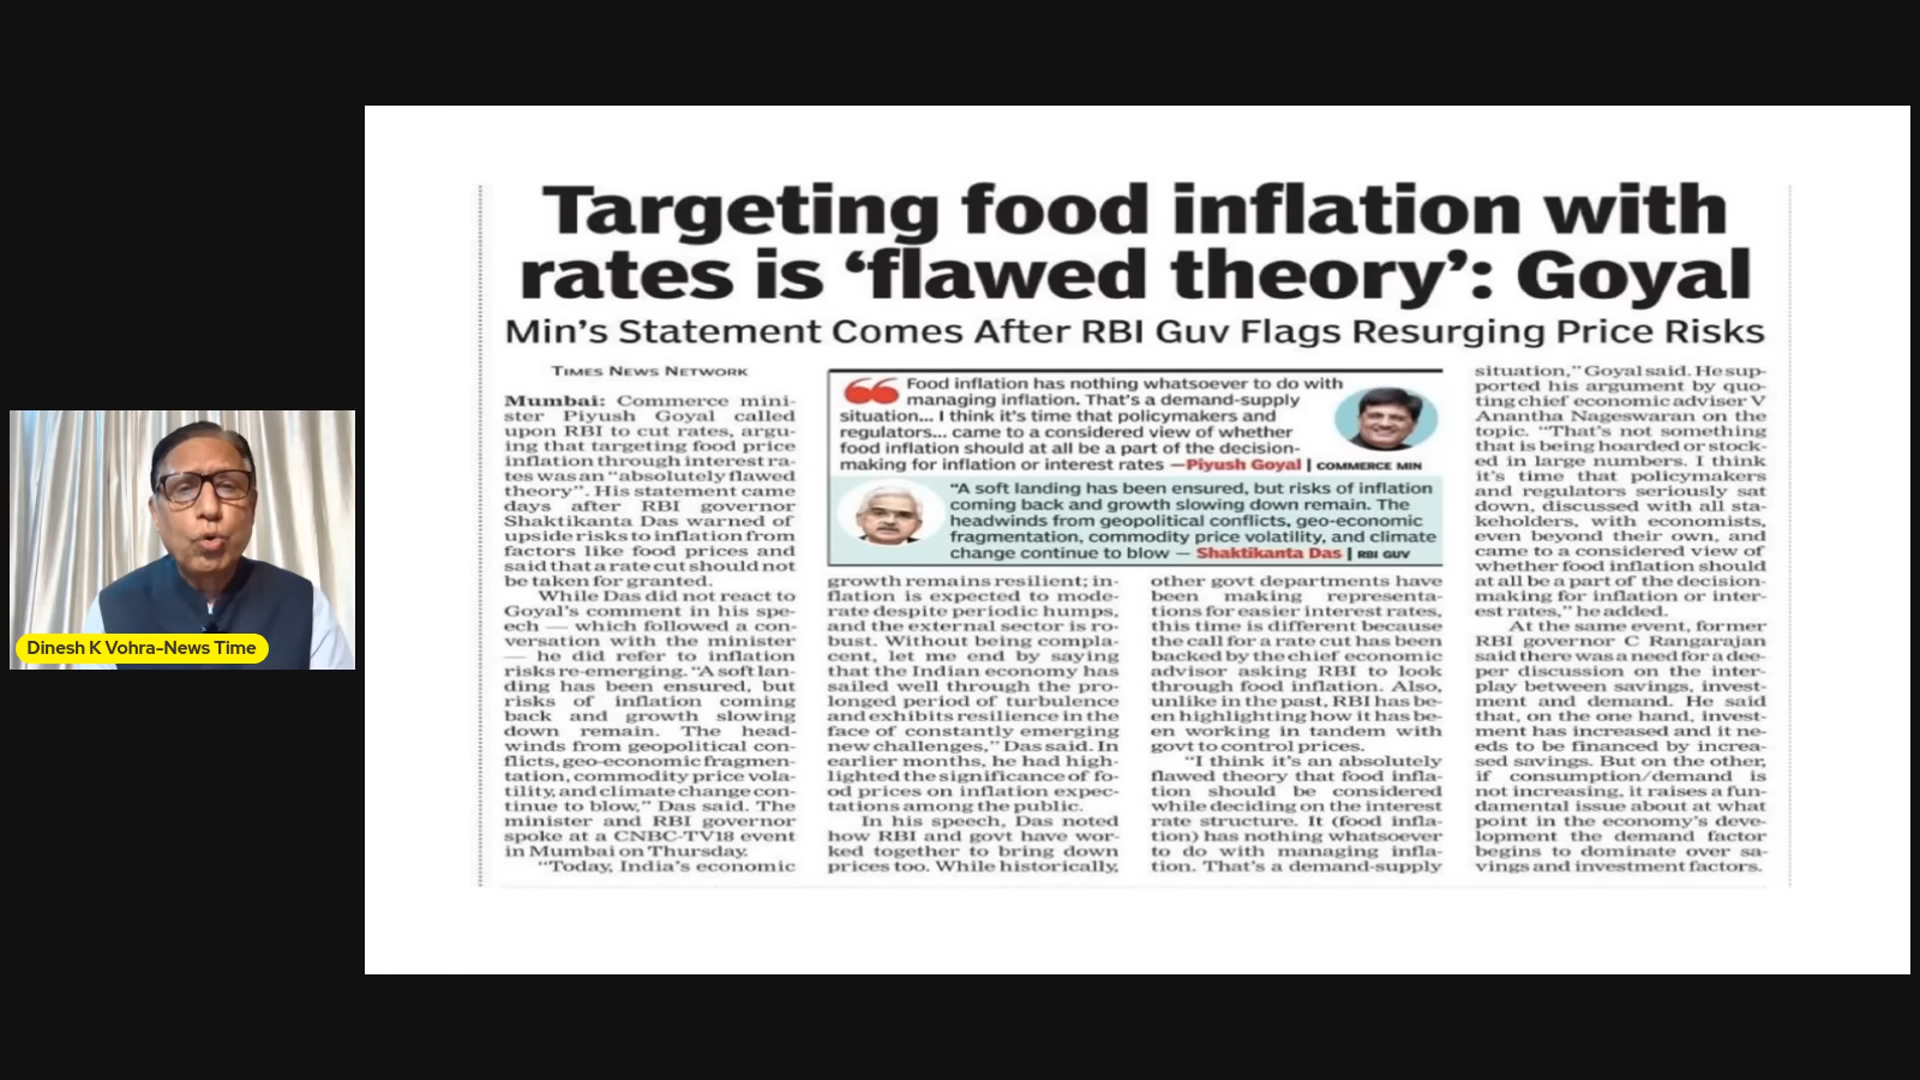 Targeting food inflation with
rates is ‘flawed theory’: Goyal
Min’s Statement Comes After RBI Guv Flags Resurging Price Risks
TIMES NEWS NETWORK
Mumbai: Commerce mini-
ster Piyush Goyal called
upon RBI to cut rates, argu-
ing that targeting food price
inflation through interest ra-
tes was an “absolutely flawed
theory”. His statement came
days after RBI governor
Shaktikanta Das warned of
upside risks to inflation from
factors like food prices and
said that a rate cut should not
be taken for granted.
While Das did not react to
Goyal’s comment in his spe-
ech — which followed a con-
versation with the minister
— he did refer to inflation
risks re-emerging. “A soft lan-
ding has been ensured, but
risks of inflation coming
back and growth slowing
down remain. The head-
winds from geopolitical con-
flicts, geo-economic fragmen-
tation, commodity price vola-
tility, and climate change con-
tinue to blow,” Das said. The
minister and RBI governor
spoke at a CNBC-TV18 event
in Mumbai on Thursday.
“Today, India’s economic
“ Food inflation has nothing whatsoever to do with
managing inflation. That’s a demand-supply
situation... I think it’s time that policymakers and
regulators... came to a considered view of whether
food inflation should at all be a part of the decision-
making for inflation or interest rates —Piyush Goyal | COMMERCE MIN
“A soft landing has been ensured, but risks of inflation
coming back and growth slowing down remain. The
headwinds from geopolitical conflicts, geo-economic
fragmentation, commodity price volatility, and climate
change continue to blow — Shaktikanta Das | RBI GUV
growth remains resilient; in-
flation is expected to mode-
rate despite periodic humps,
and the external sector is ro-
bust. Without being compla-
cent, let me end by saying
that the Indian economy has
sailed well through the pro-
longed period of turbulence
and exhibits resilience in the
face of constantly emerging
new challenges,” Das said. In
earlier months, he had high-
lighted the significance of fo-
od prices on inflation expec-
tations among the public.
In his speech, Das noted
how RBI and govt have wor-
ked together to bring down
prices too. While historically,
other govt departments have
been making representa-
tions for easier interest rates,
this time is different because
the call for a rate cut has been
backed by the chief economic
advisor asking RBI to look
through food inflation. Also,
unlike in the past, RBI has be-
en highlighting how it has be-
en working in tandem with
govt to control prices.
“I think it’s an absolutely
flawed theory that food infla-
tion should be considered
while deciding on the interest
rate structure. It (food infla-
tion) has nothing whatsoever
to do with managing infla-
tion. That’s a demand-supply
situation,” Goyal said. He sup-
ported his argument by quo-
ting chief economic adviser V
Anantha Nageswaran on the
topic. “That’s not something
that is being hoarded or stock-
ed in large numbers. I think
it’s time that policymakers
and regulators seriously sat
down, discussed with all sta-
keholders, with economists,
even beyond their own, and
came to a considered view of
whether food inflation should
at all be a part of the decision-
making for inflation or inter-
est rates,” he added.
At the same event, former
RBI governor C Rangarajan
said there was a need for a dee-
per discussion on the inter-
play between savings, invest-
ment and demand. He said
that, on the one hand, invest-
ment has increased and it ne-
eds to be financed by increa-
sed savings. But on the other,
if consumption/demand is
not increasing, it raises a fun-
damental issue about at what
point in the economy’s deve-
lopment the demand factor
begins to dominate over sa-
vings and investment factors.
Dinesh K Vohra-News Time